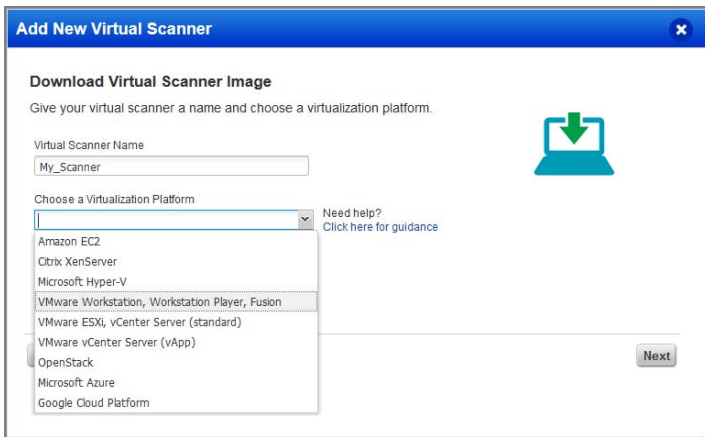 Add New Virtual Scanner
Download Virtual Scanner Image
Give your virtual scanner a name and choose a virtualization platform.
Virtual Scanner Name
My_Scanner
Choose a Virtualization Platform
Need help?
Click here for guidance
Amazon EC2
Citrix XenServer
Microsoft Hyper-V
VMware Workstation, Workstation Player, Fusion
VMware ESXi, vCenter Server (standard)
VMware vCenter Server (vApp)
OpenStack
Microsoft Azure
Google Cloud Platform
Next